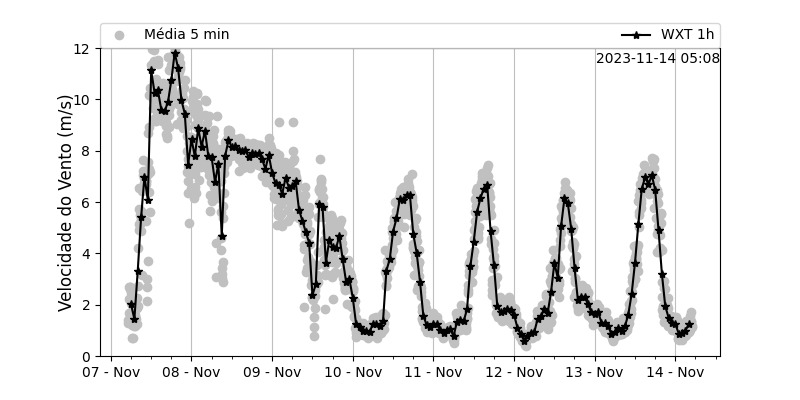 Média 5 min
WXT 1h
2023-11-14 05:08
Velocidade do Vento (m/s)
12
10
8
6
4
2
0
07 - Nov
08 - Nov
09 - Nov
10 - Nov
11 - Nov
12 - Nov
13 - Nov
14 - Nov